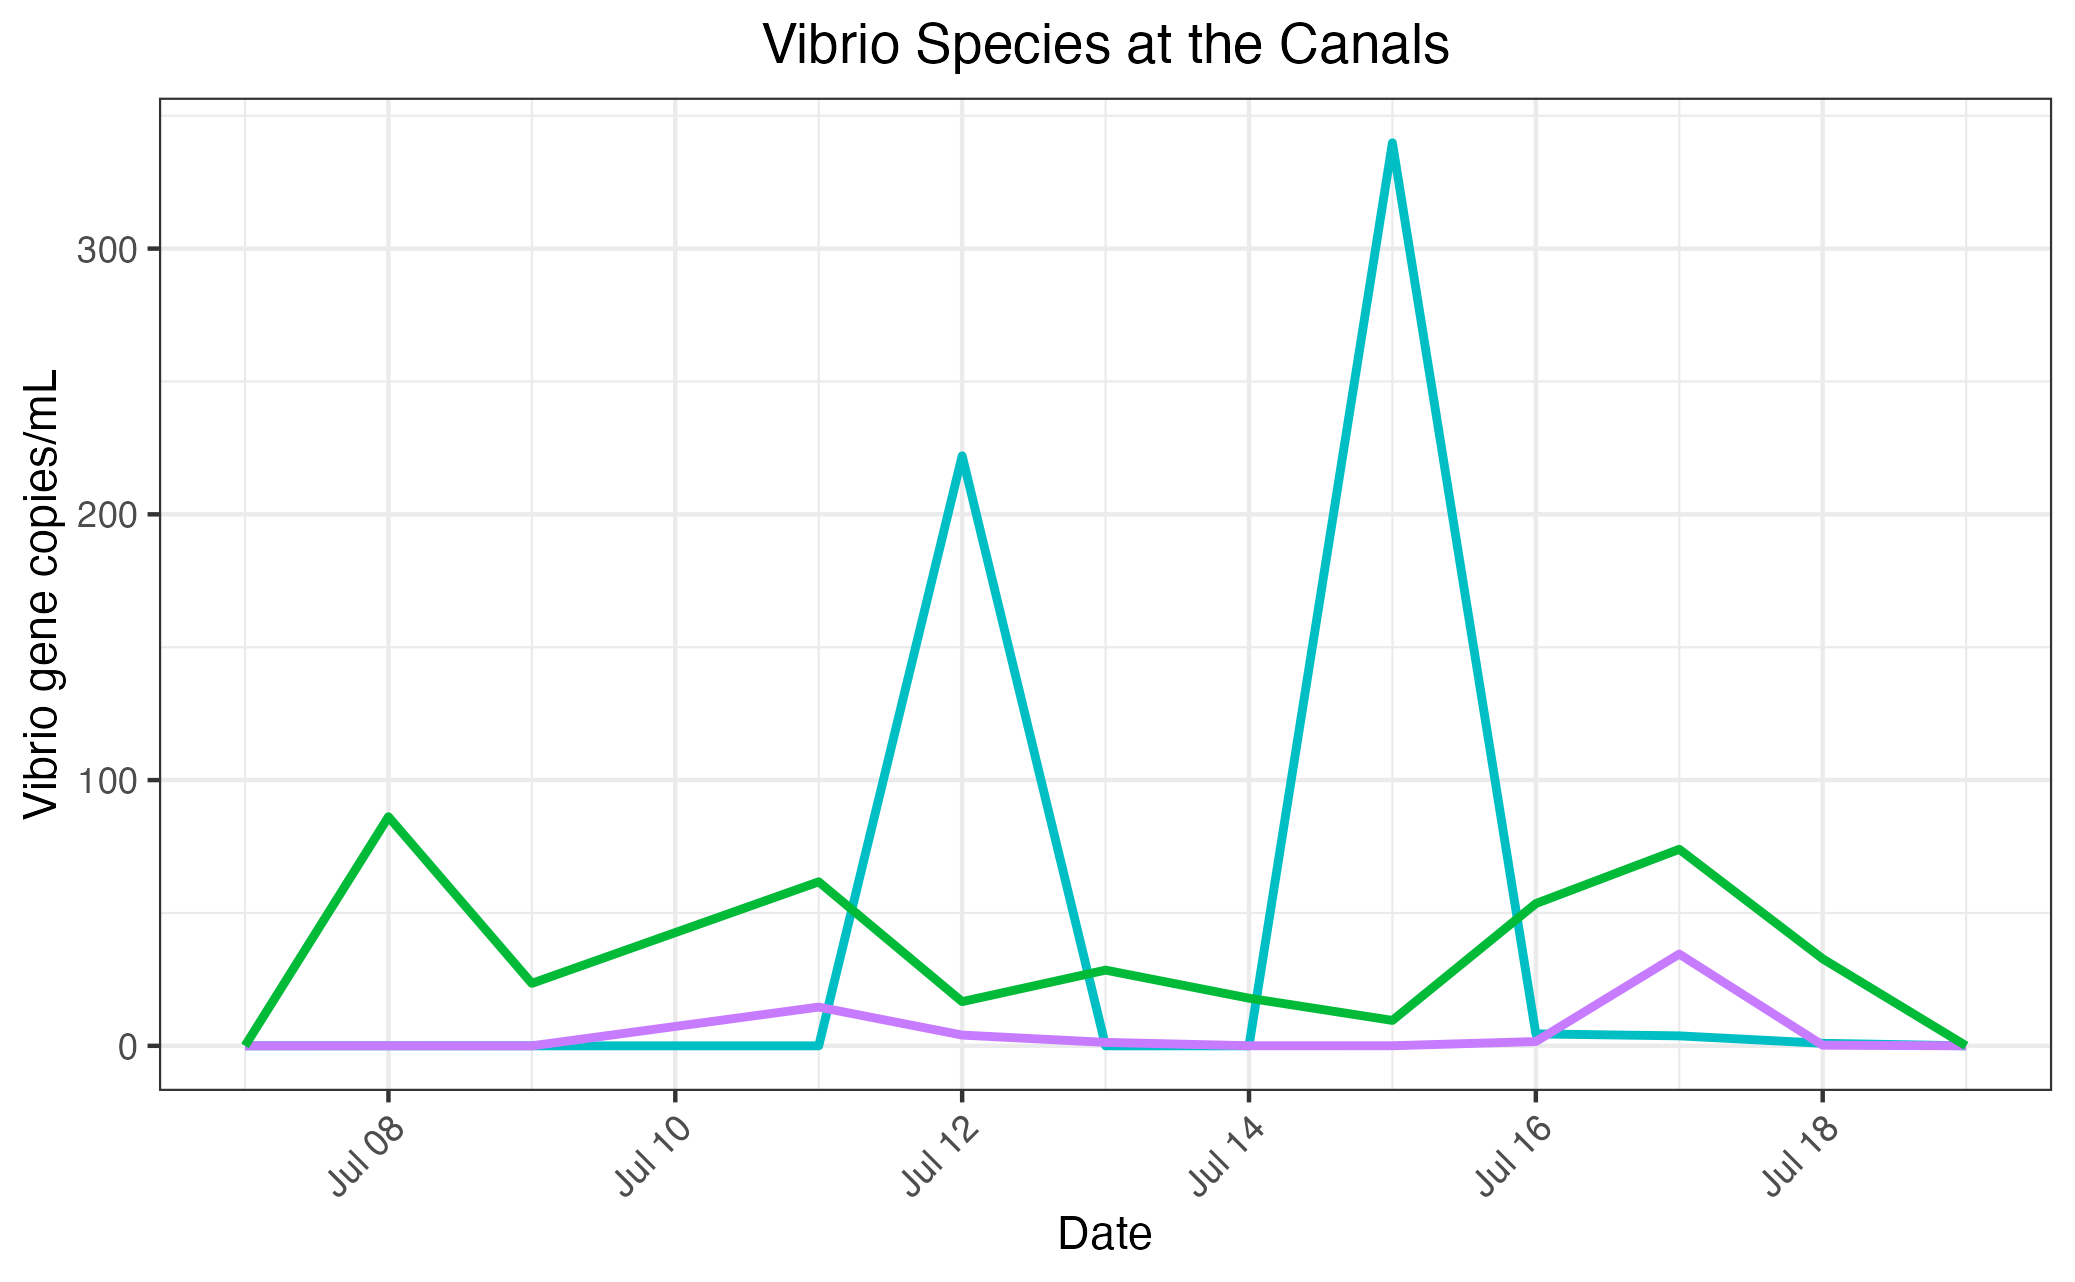 Vibrio Species at the Canals
Vibrio gene copies/mL
300
200
100
0
Jul 08
Jul 10
Jul 12
Jul 14
Jul 16
Jul 18
Date